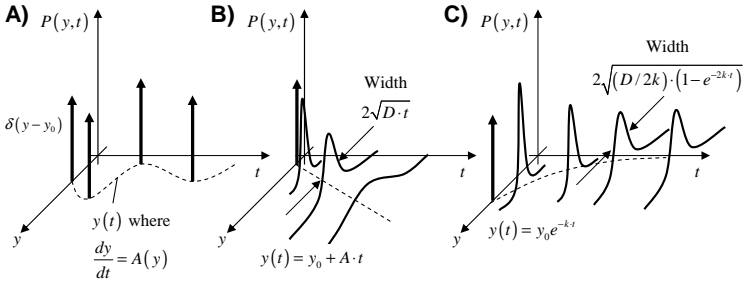 A)
P(y,t)
δ(y−y₀)
t
y
y(t) where
dy/dt = A(y)
B)
P(y,t)
Width
2√(D·t)
t
y
y(t) = y₀ + A·t
C)
P(y,t)
Width
2√((D/2k)·(1−e^{−2k·t}))
t
y
y(t) = y₀e^{−k·t}